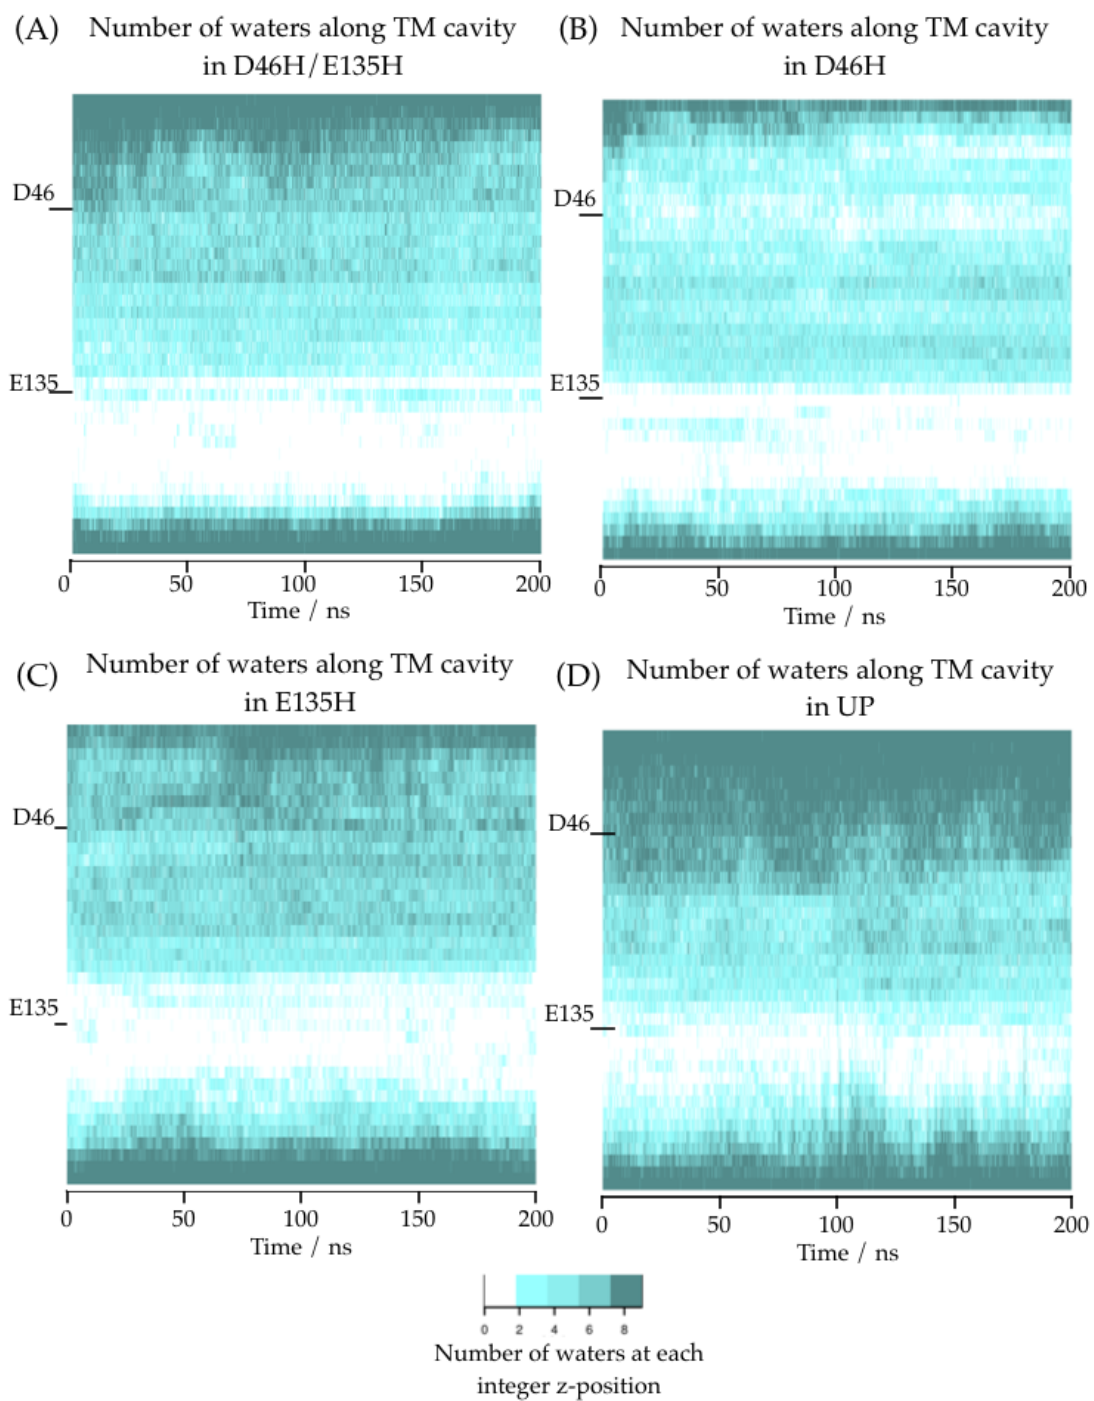 (A) Number of waters along TM cavity
in D46H/E135H
(B) Number of waters along TM cavity
in D46H
D46
E135
0 50 100 150 200
Time / ns
D46
E135
0 50 100 150 200
Time / ns
(C) Number of waters along TM cavity
in E135H
(D) Number of waters along TM cavity
in UP
D46
E135
0 50 100 150 200
Time / ns
D46
E135
0 50 100 150 200
Time / ns
0 2 4 6 8
Number of waters at each
integer z-position